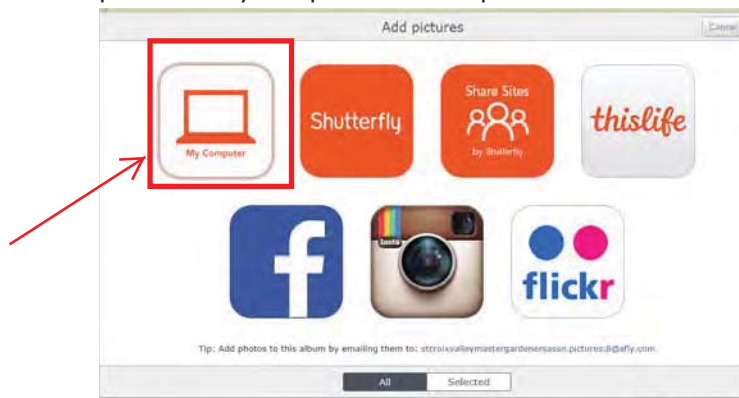 Add pictures
Cancel
My Computer
Shutterfly
Share Sites
by Shutterfly
thislife
f
Insta
flickr
Tip: Add photos to this album by emailing them to:
All
Selected